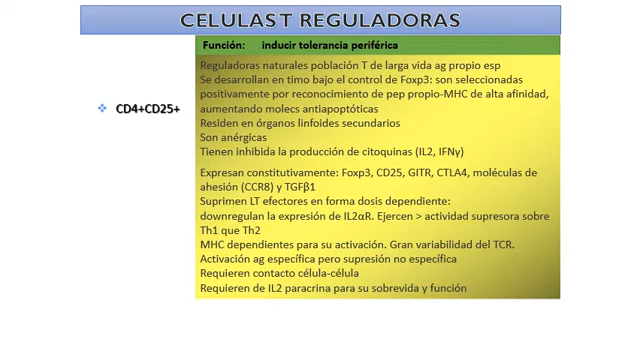 CELULAS T REGULADORAS
Función: inducir tolerancia periférica
CD4+CD25+
Reguladoras naturales población T de larga vida ag propio esp
Se desarrollan en timo bajo el control de Foxp3: son seleccionadas
positivamente por reconocimiento de pep propio-MHC de alta afinidad,
aumentando molecs antiapoptóticas
Residen en órganos linfoides secundarios
Son anérgicas
Tienen inhibida la producción de citoquinas (IL2, IFNγ)
Expresan constitutivamente: Foxp3, CD25, GITR, CTLA4, moléculas de
ahesión (CCR8) y TGFβ1
Suprimen LT efectores en forma dosis dependiente:
downregulan la expresión de IL2αR. Ejercen > actividad supresora sobre
Th1 que Th2
MHC dependientes para su activación. Gran variabilidad del TCR.
Activación ag específica pero supresión no específica
Requieren contacto célula-célula
Requieren de IL2 paracrina para su sobrevida y función